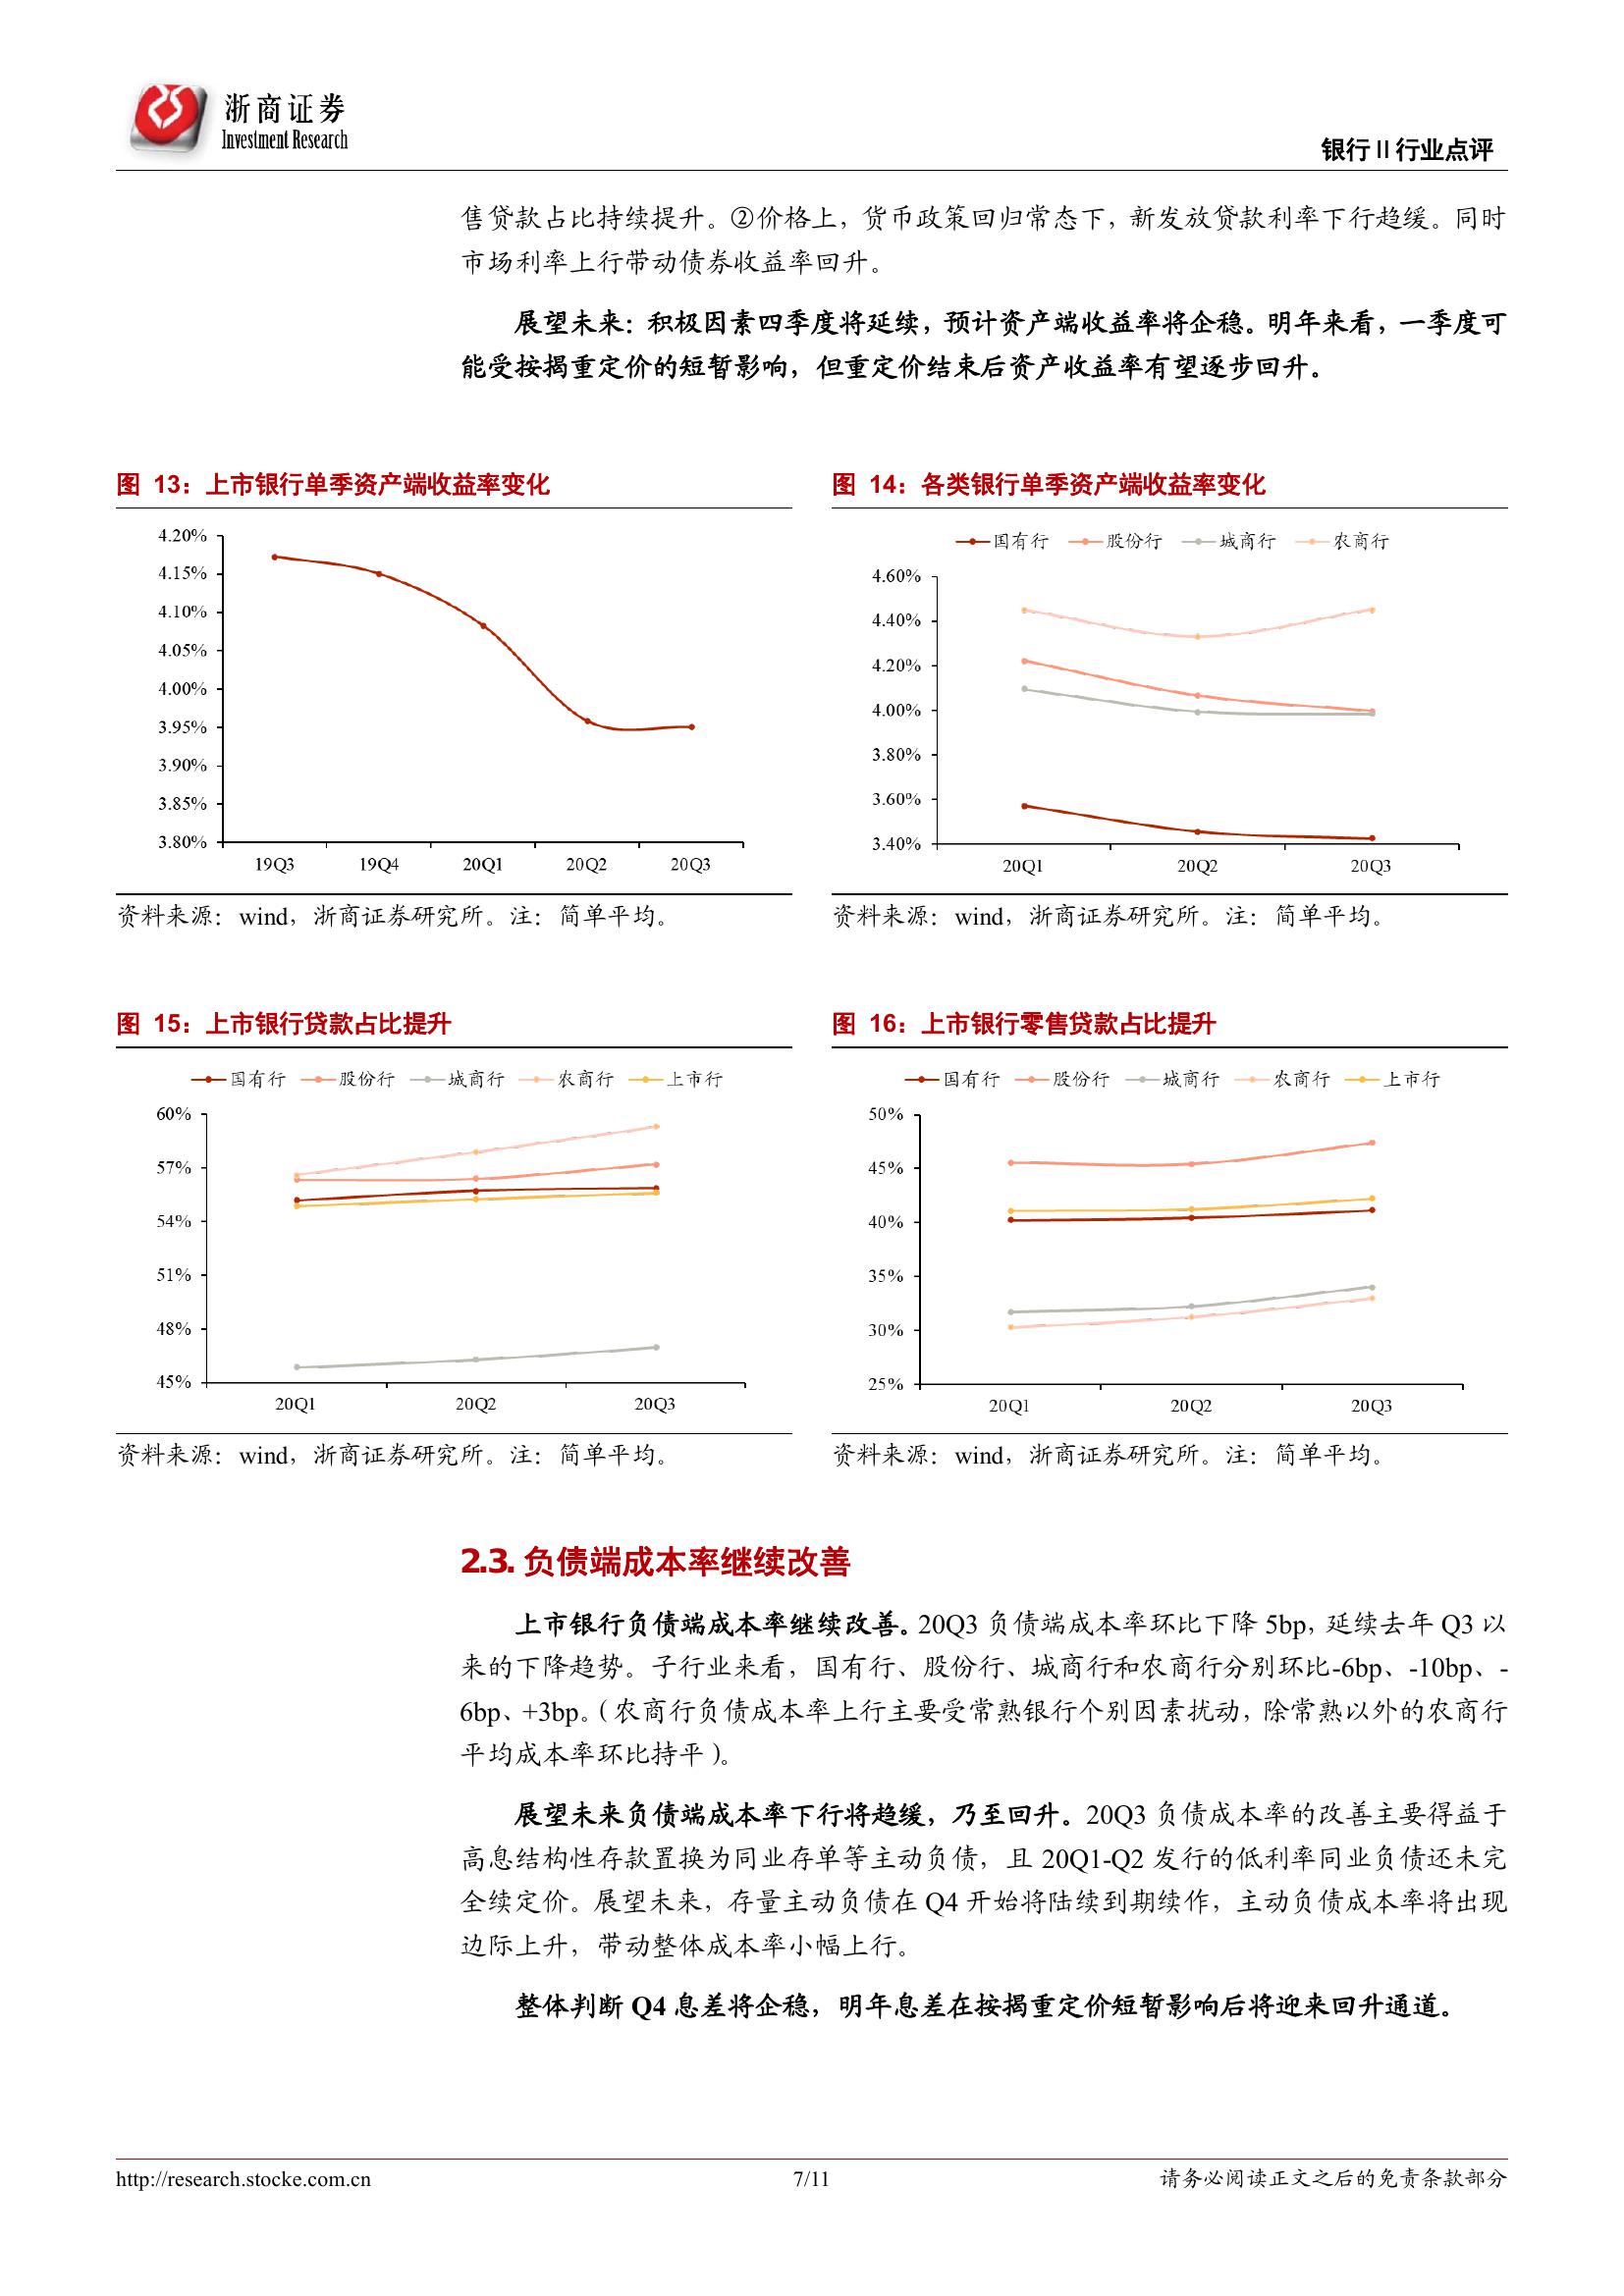 浙商证券
Investment Research
银行 II 行业点评
售贷款占比持续提升。②价格上，货币政策回归常态下，新发放贷款利率下行趋缓。同时
市场利率上行带动债券收益率回升。
展望未来：积极因素四季度将延续，预计资产端收益率将企稳。明年来看，一季度可
能受按揭重定价的短暂影响，但重定价结束后资产收益率有望逐步回升。
图 13：上市银行单季资产端收益率变化
4.20%
4.15%
4.10%
4.05%
4.00%
3.95%
3.90%
3.85%
3.80%
19Q3 19Q4 20Q1 20Q2 20Q3
资料来源：wind，浙商证券研究所。注：简单平均。
图 14：各类银行单季资产端收益率变化
国有行 股份行 城商行 农商行
4.60%
4.40%
4.20%
4.00%
3.80%
3.60%
3.40%
20Q1 20Q2 20Q3
资料来源：wind，浙商证券研究所。注：简单平均。
图 15：上市银行贷款占比提升
国有行 股份行 城商行 农商行 上市行
60%
57%
54%
51%
48%
45%
20Q1 20Q2 20Q3
资料来源：wind，浙商证券研究所。注：简单平均。
图 16：上市银行零售贷款占比提升
国有行 股份行 城商行 农商行 上市行
50%
45%
40%
35%
30%
25%
20Q1 20Q2 20Q3
资料来源：wind，浙商证券研究所。注：简单平均。
2.3. 负债端成本率继续改善
上市银行负债端成本率继续改善。20Q3 负债端成本率环比下降 5bp，延续去年 Q3 以
来的下降趋势。子行业来看，国有行、股份行、城商行和农商行分别环比-6bp、-10bp、-
6bp、+3bp。（农商行负债成本率上行主要受常熟银行个别因素扰动，除常熟以外的农商行
平均成本率环比持平）。
展望未来负债端成本率下行将趋缓，乃至回升。20Q3 负债成本率的改善主要得益于
高息结构性存款置换为同业存单等主动负债，且 20Q1-Q2 发行的低利率同业负债还未完
全续定价。展望未来，存量主动负债在 Q4 开始将陆续到期续作，主动负债成本率将出现
边际上升，带动整体成本率小幅上行。
整体判断 Q4 息差将企稳，明年息差在按揭重定价短暂影响后将迎来回升通道。
http://research.stocke.com.cn 7/11 请务必阅读正文之后的免责条款部分